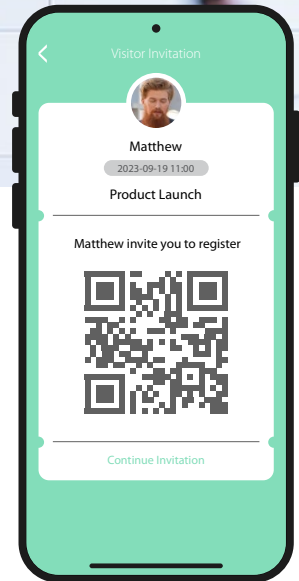 Visitor Invitation
Matthew
2023-09-19 11:00
Product Launch
Matthew invite you to register
Continue Invitation